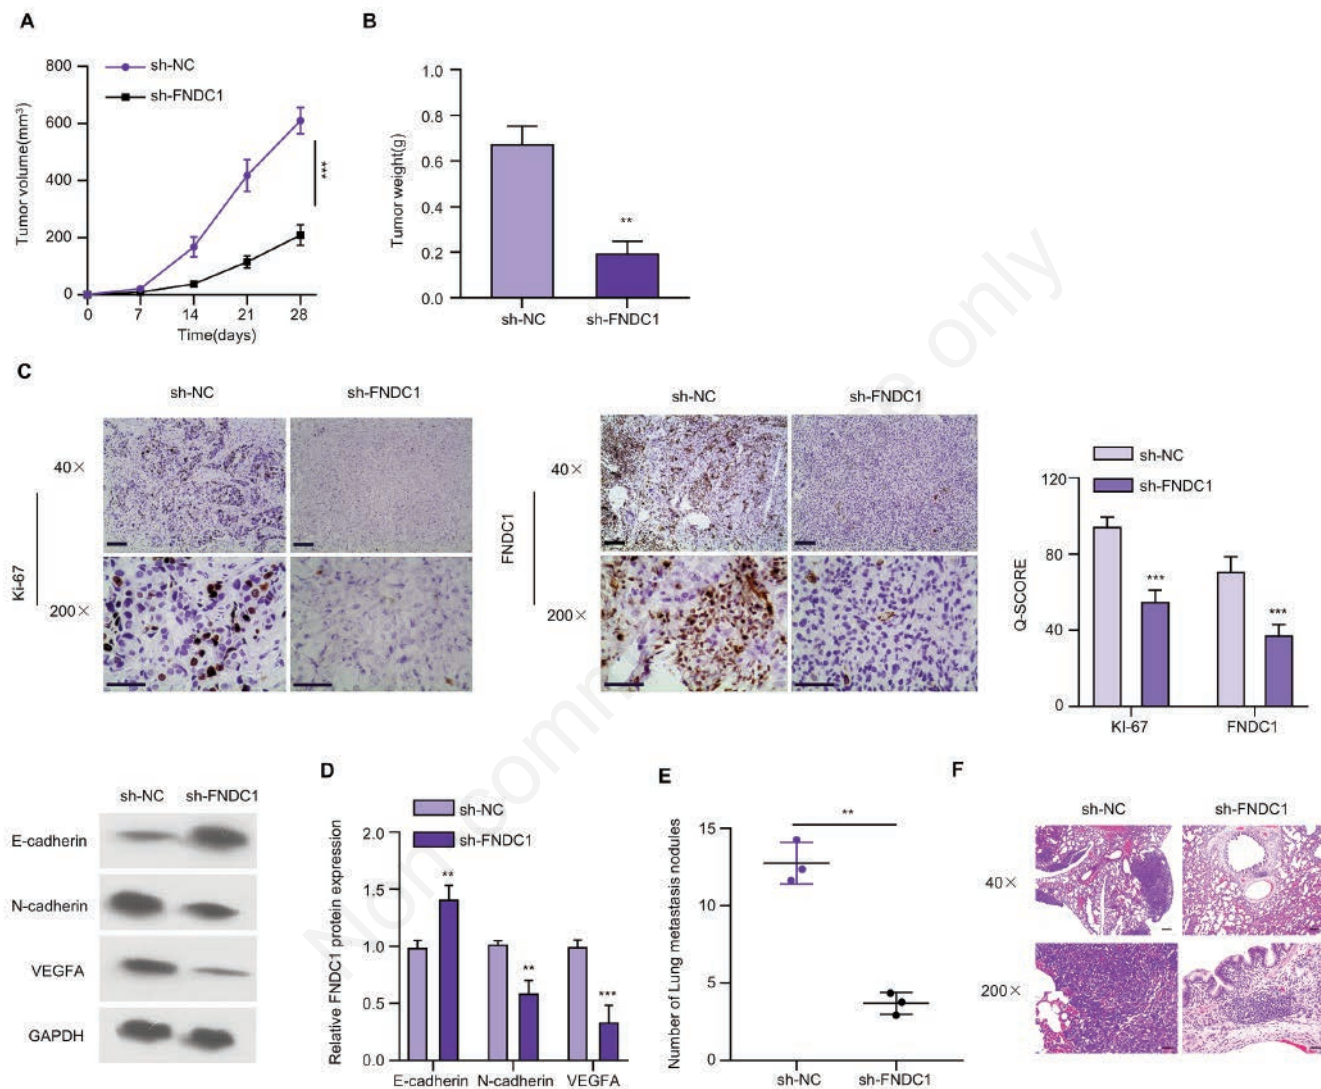 A
800
600
400
200
0
Tumor volume(mm³)
sh-NC
sh-FNDC1
***
0 7 14 21 28
Time(days)
B
1.0
0.8
0.6
0.4
0.2
0.0
Tumor weight(g)
**
sh-NC sh-FNDC1
C
sh-NC sh-FNDC1
40×
Ki-67
200×
sh-NC sh-FNDC1
40×
FNDC1
200×
sh-NC
sh-FNDC1
120
80
40
0
Q-SCORE
***
***
KI-67 FNDC1
sh-NC sh-FNDC1
E-cadherin
N-cadherin
VEGFA
GAPDH
D
sh-NC
sh-FNDC1
2.0
1.5
1.0
0.5
0.0
Relative FNDC1 protein expression
**
**
***
E-cadherin N-cadherin VEGFA
E
15
10
5
0
Number of Lung metastasis nodules
**
sh-NC sh-FNDC1
F
sh-NC sh-FNDC1
40×
200×